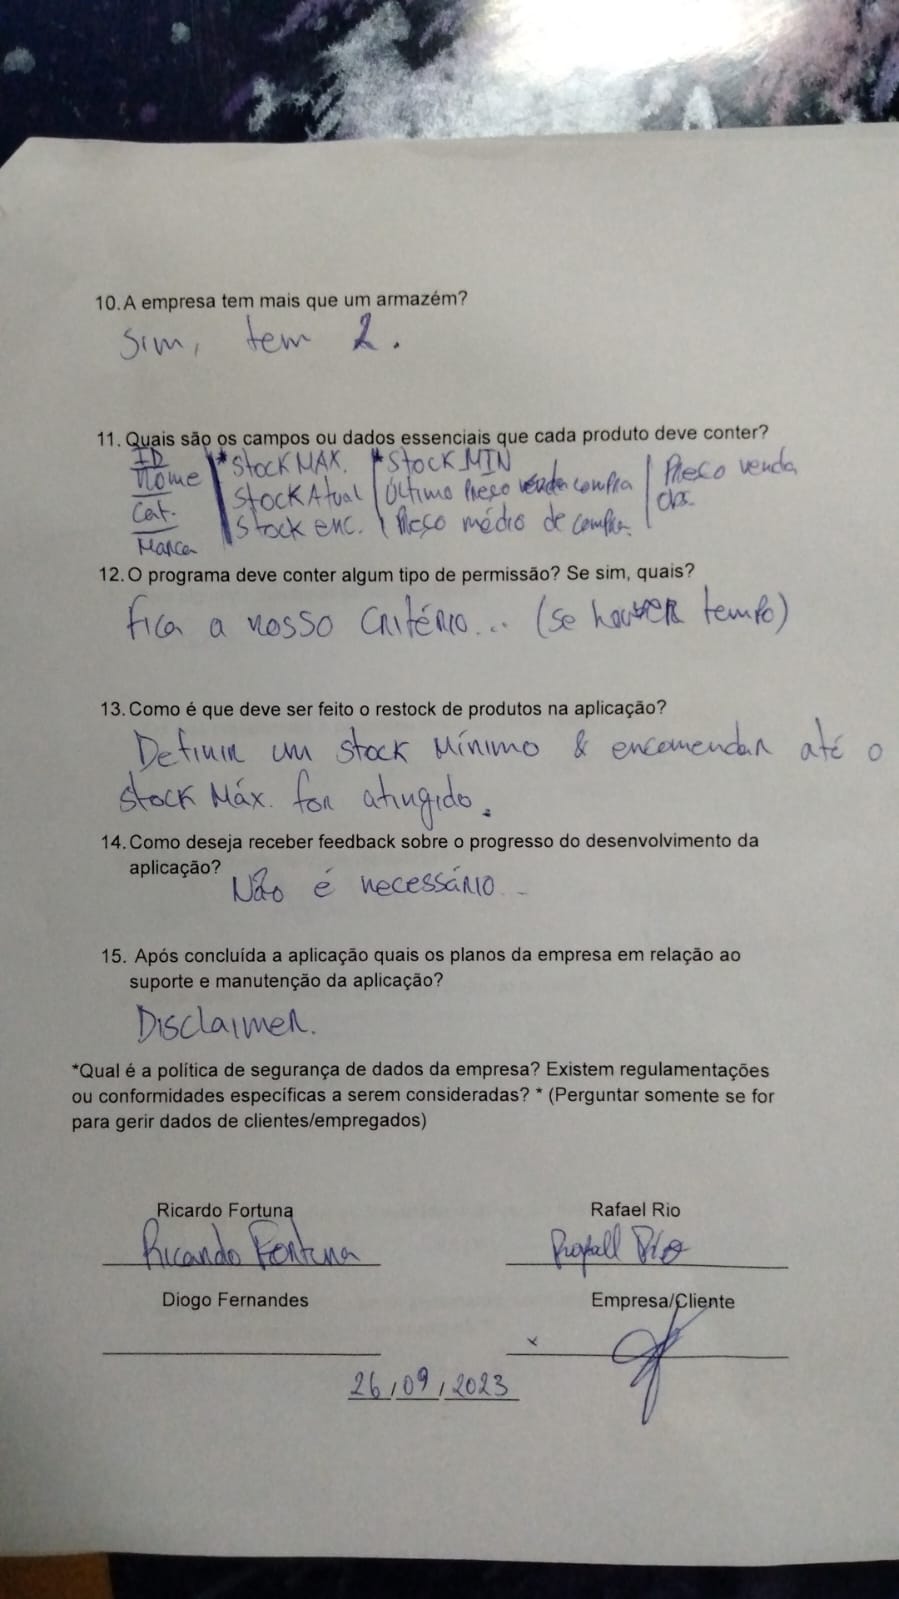 10. A empresa tem mais que um armazém?
Sim, tem 2.
11. Quais são os campos ou dados essenciais que cada produto deve conter?
ID
Nome
Cat.
Marca
* Stock MAX.
Stock Atual
Stock enc.
* Stock MIN
Último Preço compra
Preço médio de compra
Preço venda
Obs.
12. O programa deve conter algum tipo de permissão? Se sim, quais?
Fica a nosso critério... (se houver tempo)
13. Como é que deve ser feito o restock de produtos na aplicação?
Definir um stock Mínimo & encomendar até o
stock Máx. for atingido.
14. Como deseja receber feedback sobre o progresso do desenvolvimento da
aplicação?
Não é necessário...
15. Após concluída a aplicação quais os planos da empresa em relação ao
suporte e manutenção da aplicação?
Disclaimer.
*Qual é a política de segurança de dados da empresa? Existem regulamentações
ou conformidades específicas a serem consideradas? * (Perguntar somente se for
para gerir dados de clientes/empregados)
Ricardo Fortuna Rafael Rio
Ricardo Fortuna Rafael Rio
Diogo Fernandes Empresa/Cliente
x
26/09/2023